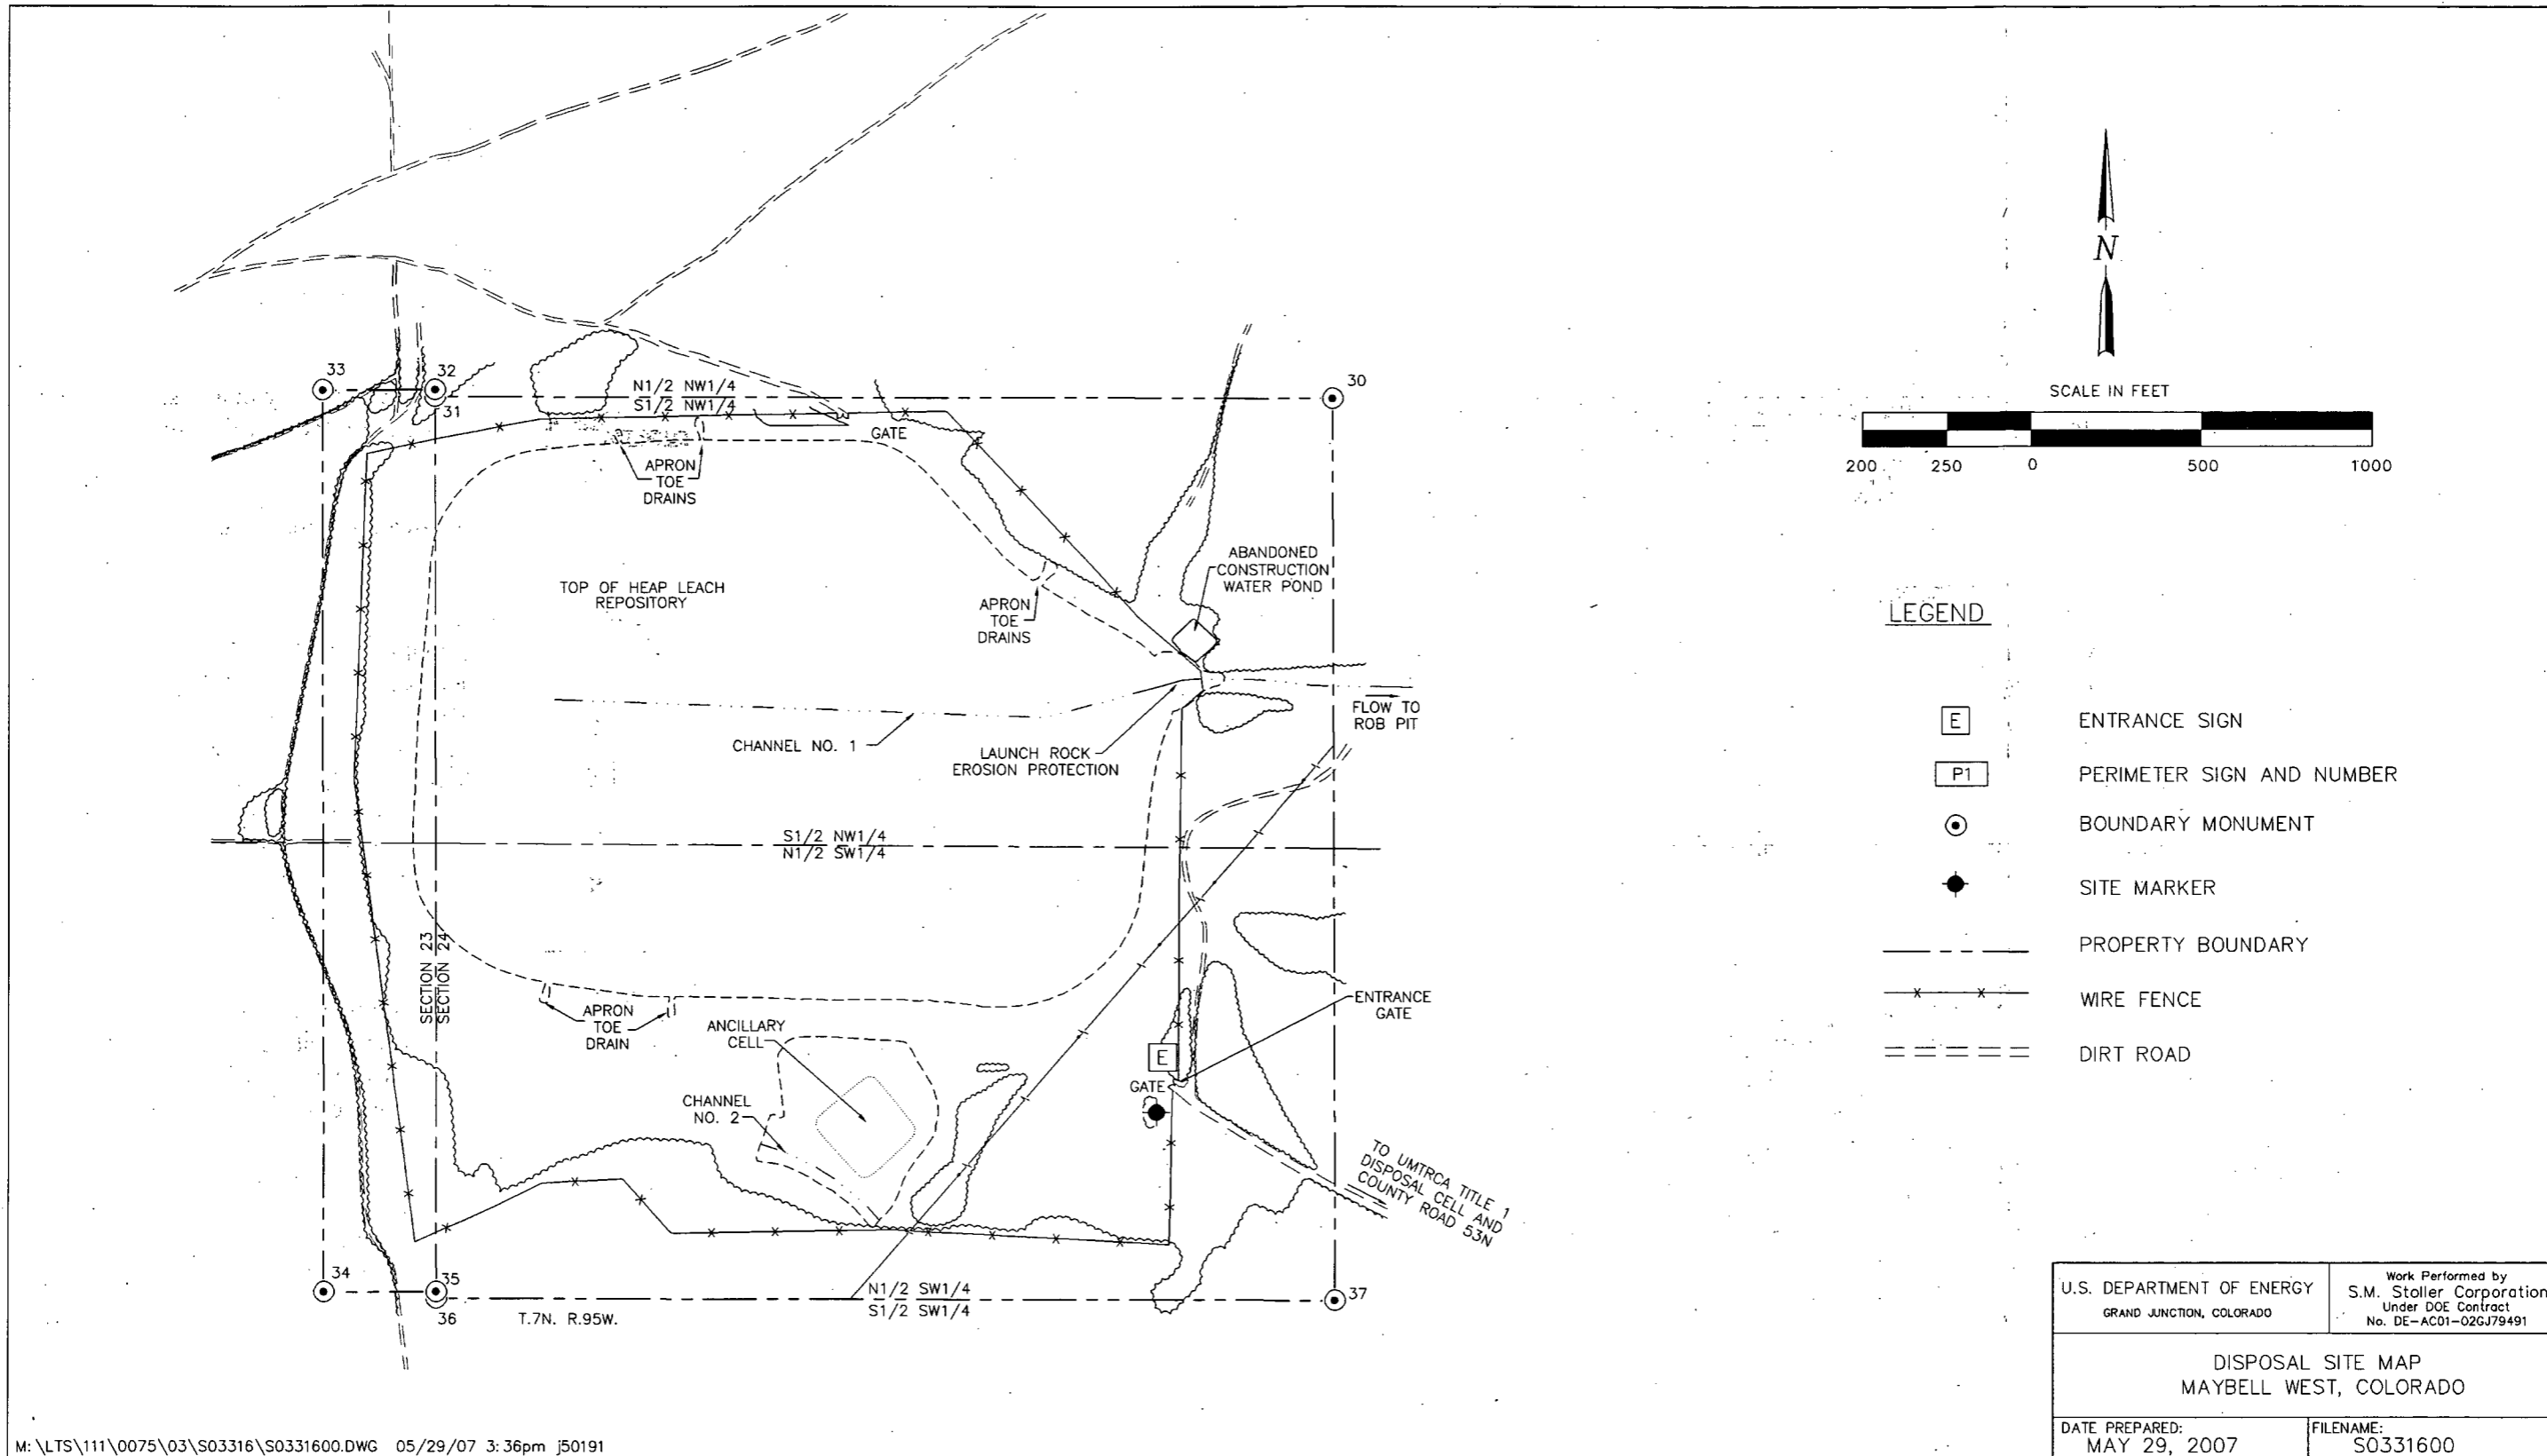 N
SCALE IN FEET
200 250 0 500 1000
33
32
31
30
N1/2 NW1/4
S1/2 NW1/4
GATE
APRON
TOE
DRAINS
TOP OF HEAP LEACH
REPOSITORY
ABANDONED
CONSTRUCTION
WATER POND
APRON
TOE
DRAINS
FLOW TO
ROB PIT
CHANNEL NO. 1
LAUNCH ROCK
EROSION PROTECTION
S1/2 NW1/4
N1/2 SW1/4
SECTION 23
SECTION 24
APRON
TOE
DRAIN
ANCILLARY
CELL
CHANNEL
NO. 2
ENTRANCE
GATE
E
GATE
TO UMTRCA TITLE 1
DISPOSAL CELL AND
COUNTY ROAD 53N
34
35
36
T.7N. R.95W.
N1/2 SW1/4
S1/2 SW1/4
37
LEGEND
E ENTRANCE SIGN
P1 PERIMETER SIGN AND NUMBER
BOUNDARY MONUMENT
SITE MARKER
PROPERTY BOUNDARY
WIRE FENCE
DIRT ROAD
U.S. DEPARTMENT OF ENERGY
GRAND JUNCTION, COLORADO
Work Performed by
S.M. Stoller Corporation
Under DOE Contract
No. DE-AC01-02GJ79491
DISPOSAL SITE MAP
MAYBELL WEST, COLORADO
DATE PREPARED:
MAY 29, 2007
FILENAME:
S0331600
M:\LTS\111\0075\03\S03316\S0331600.DWG 05/29/07 3:36pm j50191